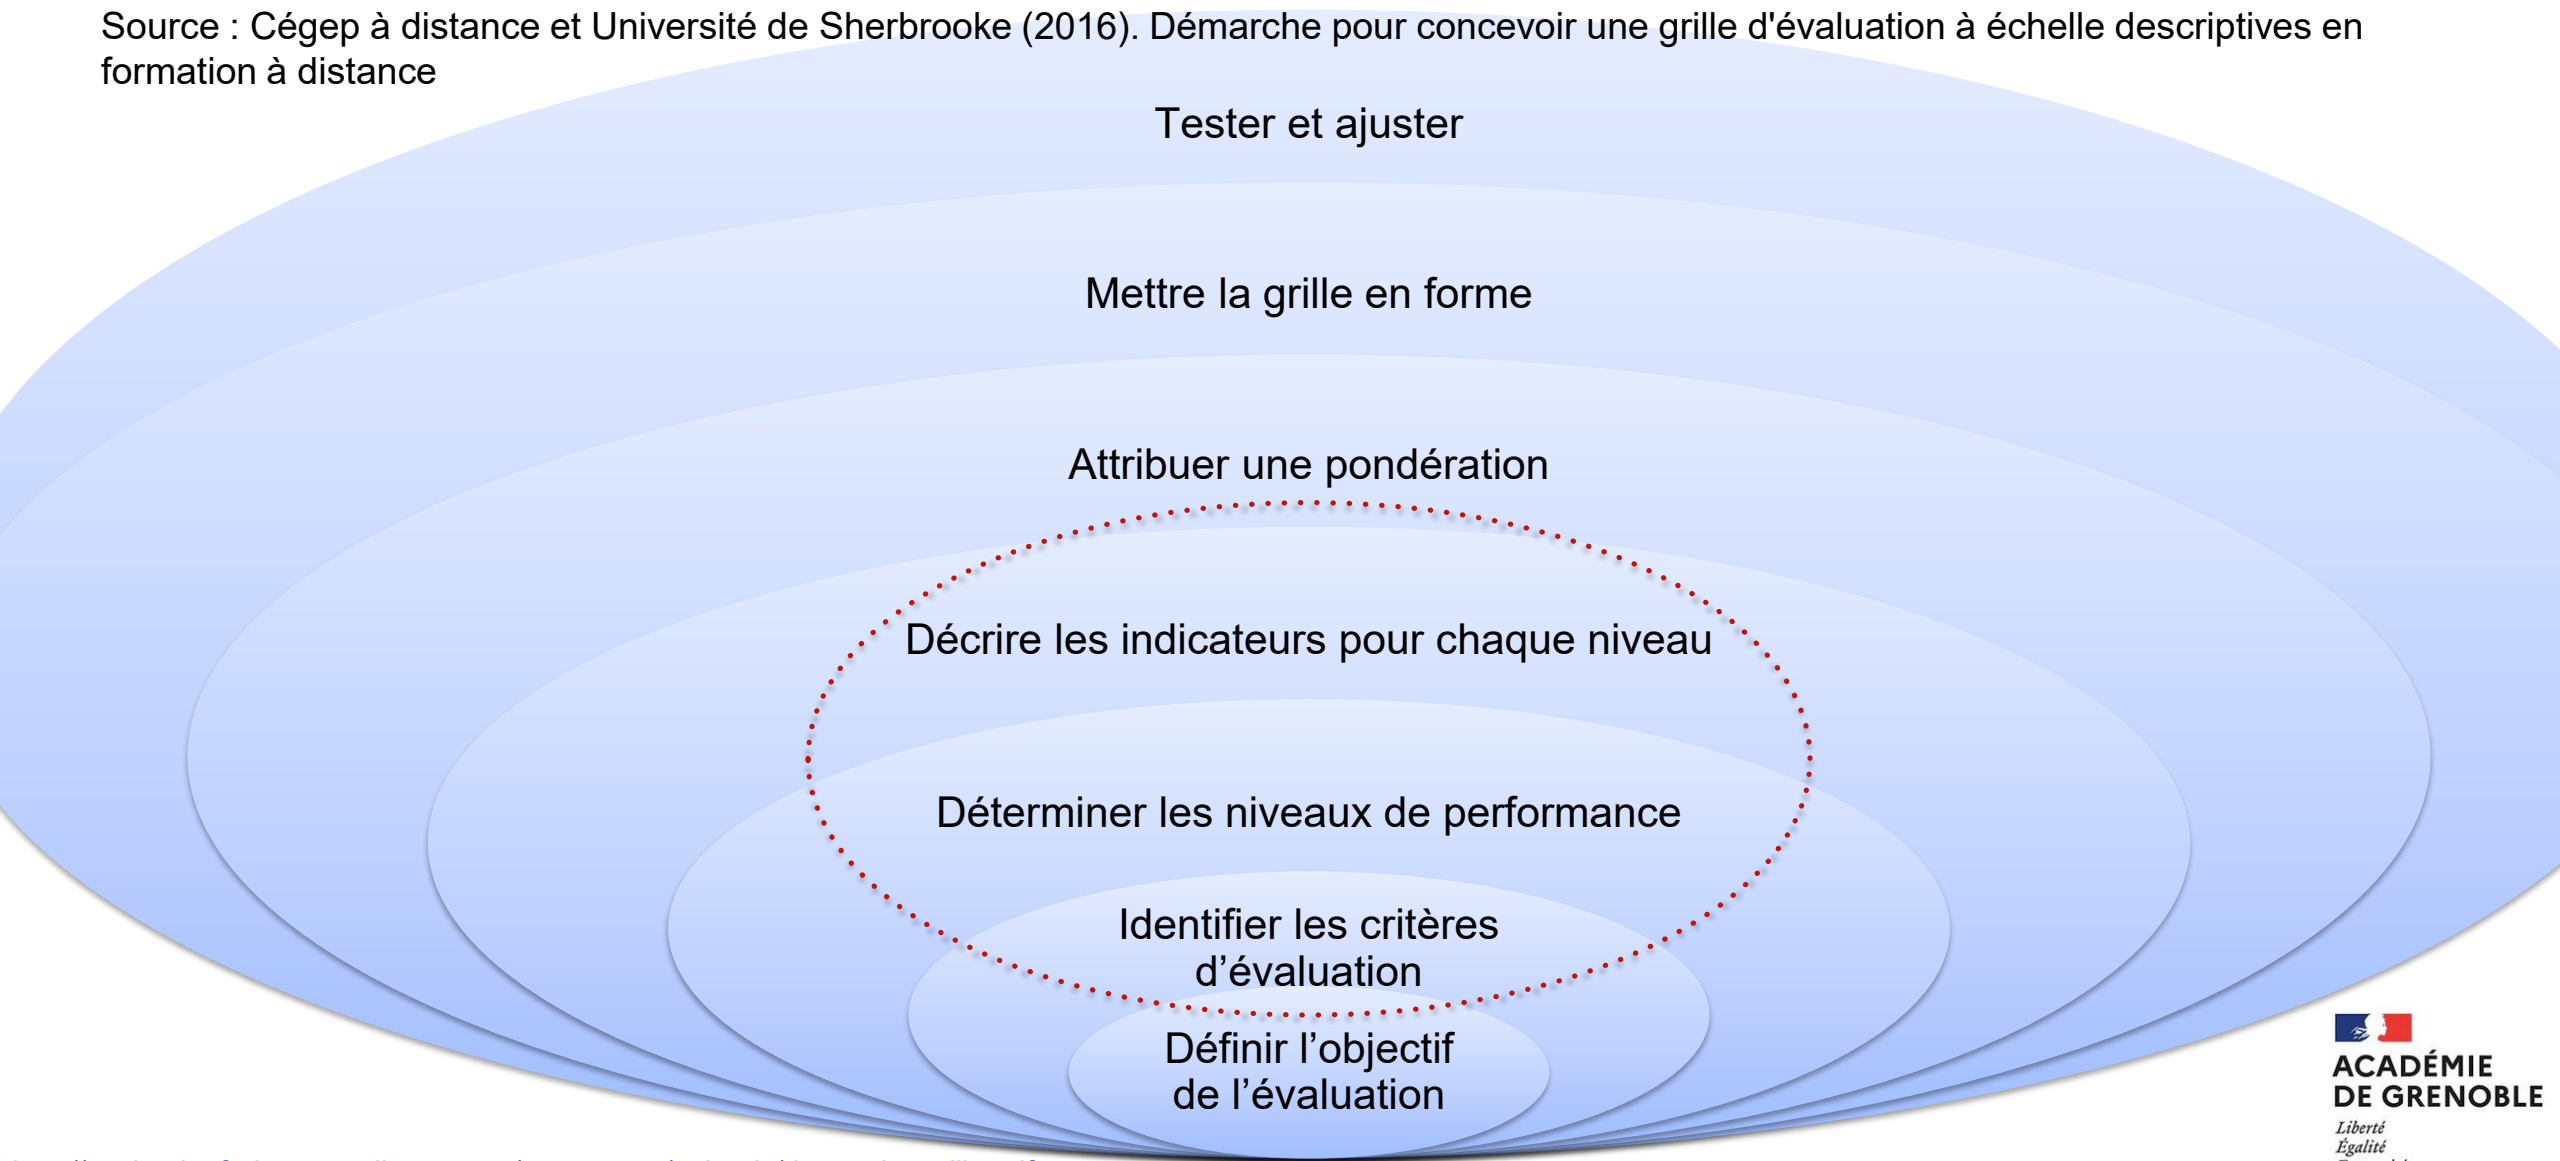 Source : Cégep à distance et Université de Sherbrooke (2016). Démarche pour concevoir une grille d'évaluation à échelle descriptives en
formation à distance
Tester et ajuster
Mettre la grille en forme
Attribuer une pondération
Décrire les indicateurs pour chaque niveau
Déterminer les niveaux de performance
Identifier les critères
d’évaluation
Définir l’objectif
de l’évaluation
ACADÉMIE
DE GRENOBLE
Liberté
Égalité